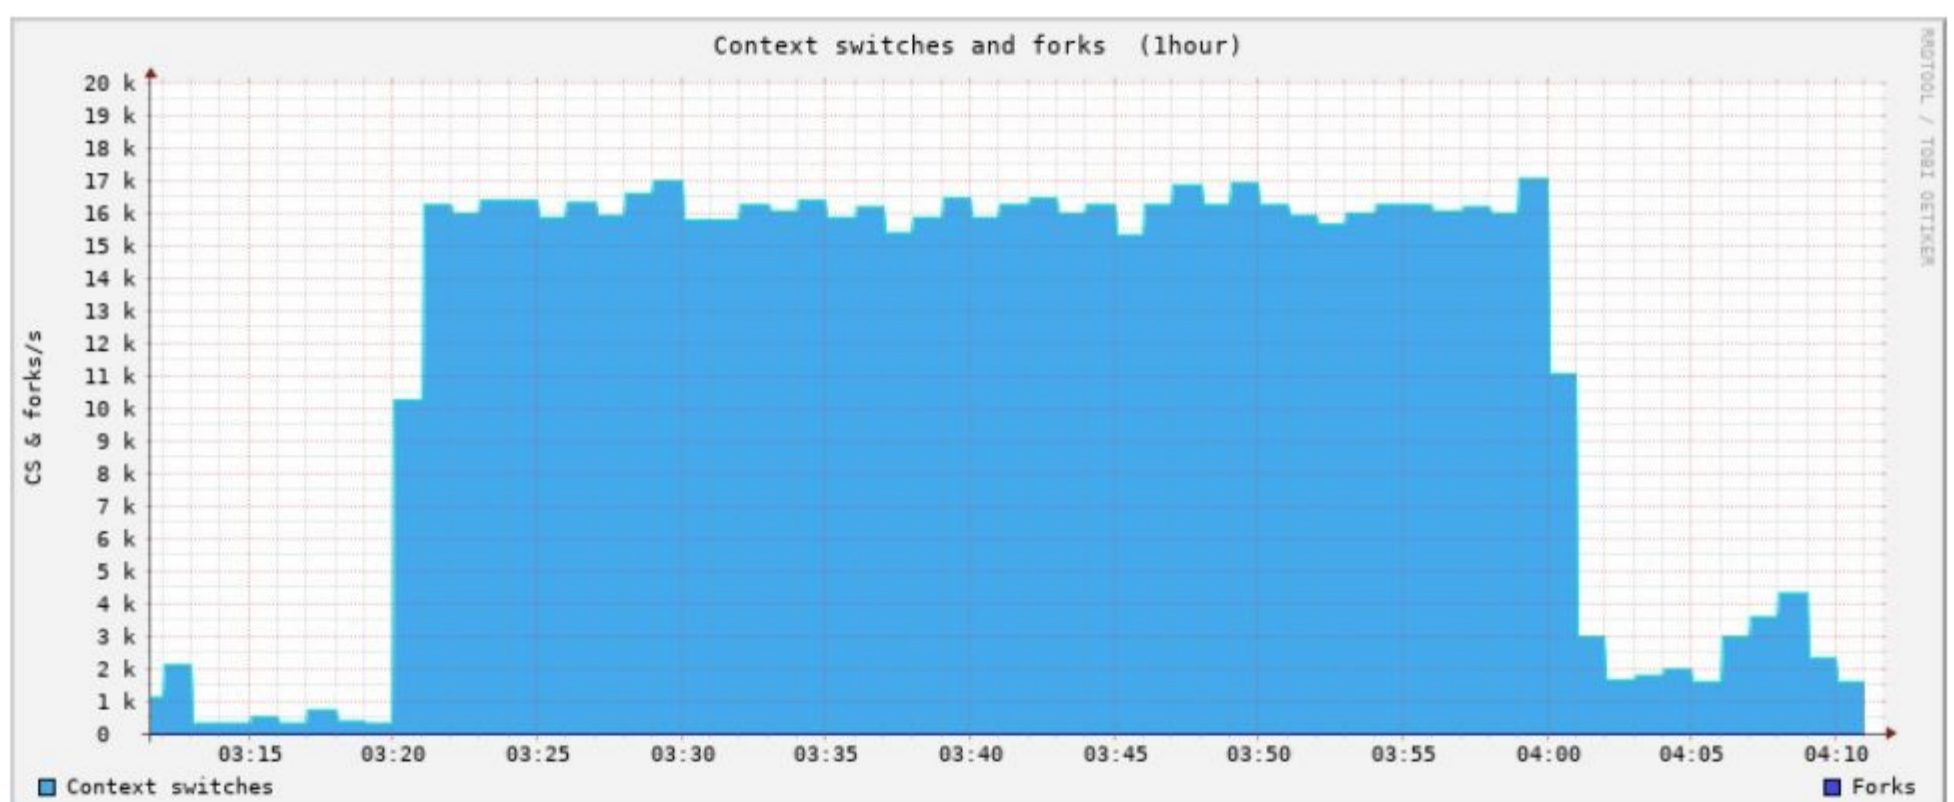 Context switches and forks (1hour)
RRDTOOL / TOBI OETIKER
CS & forks/s
20 k
19 k
18 k
17 k
16 k
15 k
14 k
13 k
12 k
11 k
10 k
9 k
8 k
7 k
6 k
5 k
4 k
3 k
2 k
1 k
0
03:15 03:20 03:25 03:30 03:35 03:40 03:45 03:50 03:55 04:00 04:05 04:10
Context switches Forks